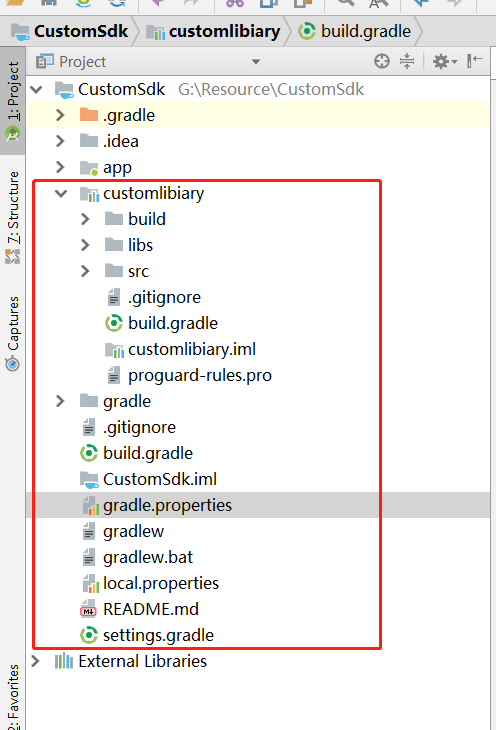 CustomSdk customlibiary build.gradle
Project
1: Project
7: Structure
Captures
2: Favorites
CustomSdk G:\Resource\CustomSdk
.gradle
.idea
app
customlibiary
build
libs
src
.gitignore
build.gradle
customlibiary.iml
proguard-rules.pro
gradle
.gitignore
build.gradle
CustomSdk.iml
gradle.properties
gradlew
gradlew.bat
local.properties
README.md
settings.gradle
External Libraries